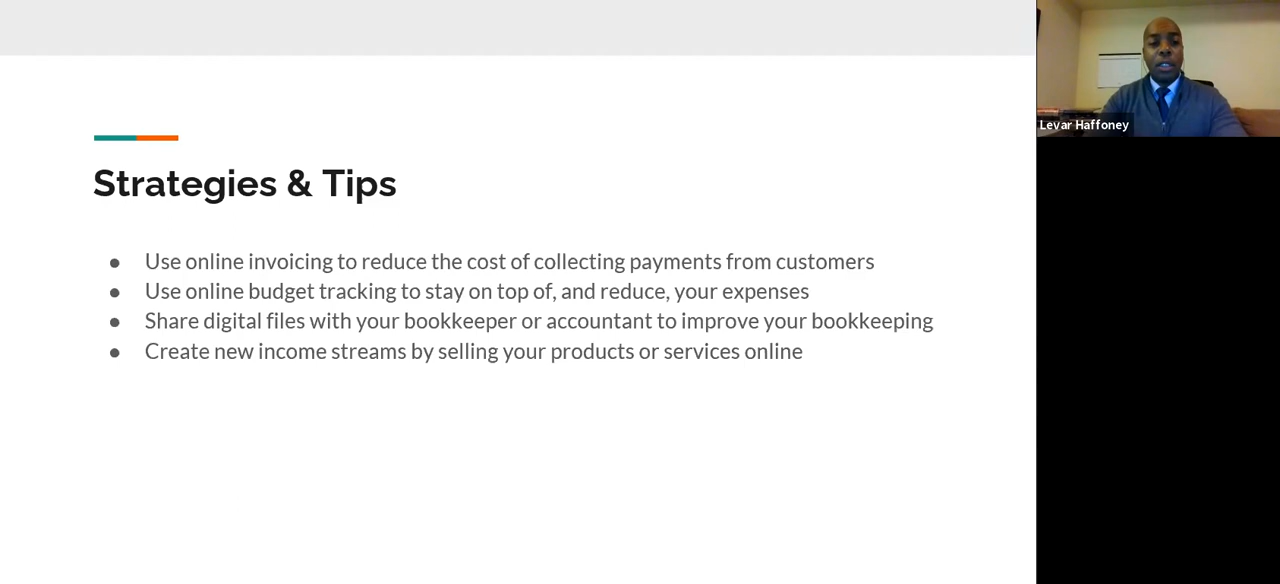 Strategies & Tips
● Use online invoicing to reduce the cost of collecting payments from customers
● Use online budget tracking to stay on top of, and reduce, your expenses
● Share digital files with your bookkeeper or accountant to improve your bookkeeping
● Create new income streams by selling your products or services online
Levar Haffoney